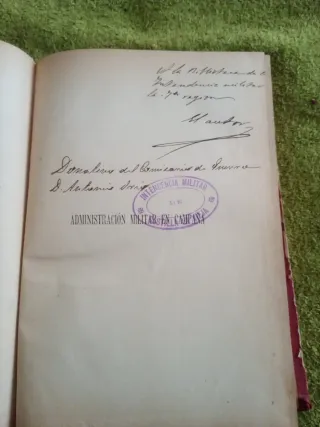 A la Biblioteca de la
Intendencia militar
de 7ª region
El autor
Donativo del Comisario de Guerra
D. Antonio
INTENDENCIA MILITAR
ADMINISTRACIÓN MILITAR EN CAMPAÑA